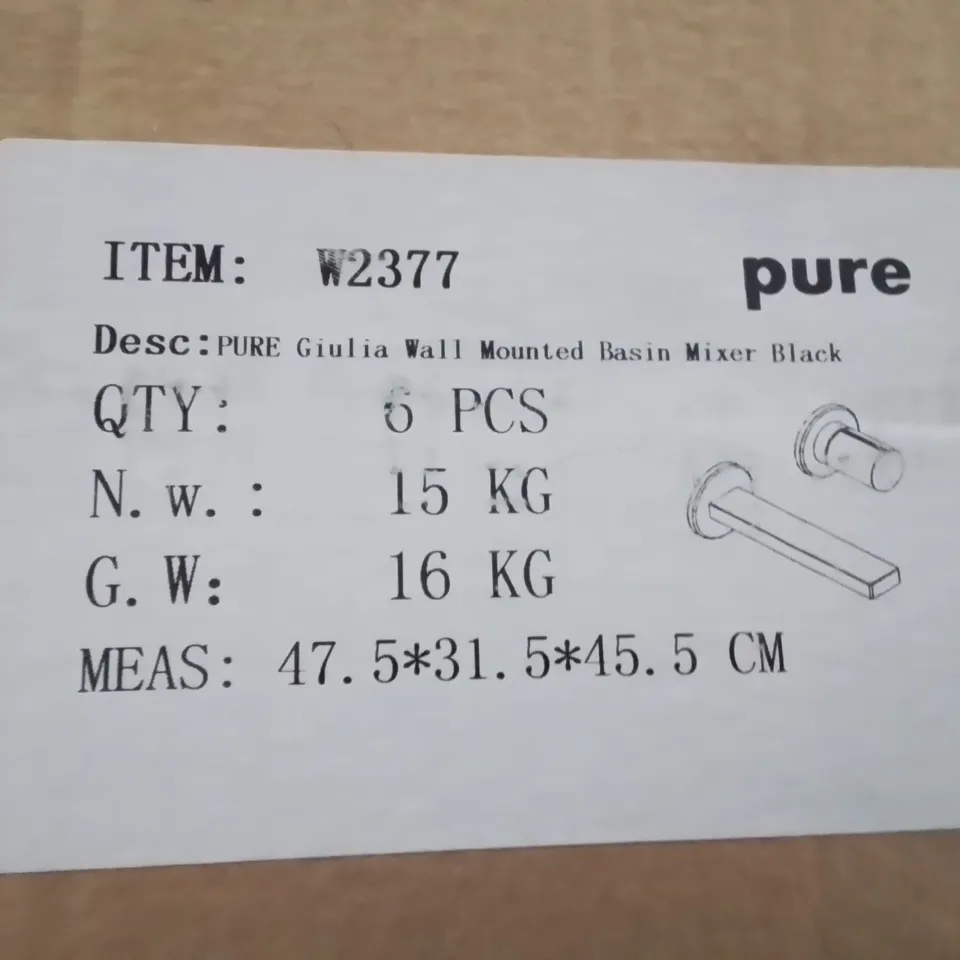 ITEM: W2377 pure
Desc:PURE Giulia Wall Mounted Basin Mixer Black
QTY: 6 PCS
N.w.: 15 KG
G.W: 16 KG
MEAS: 47.5*31.5*45.5 CM